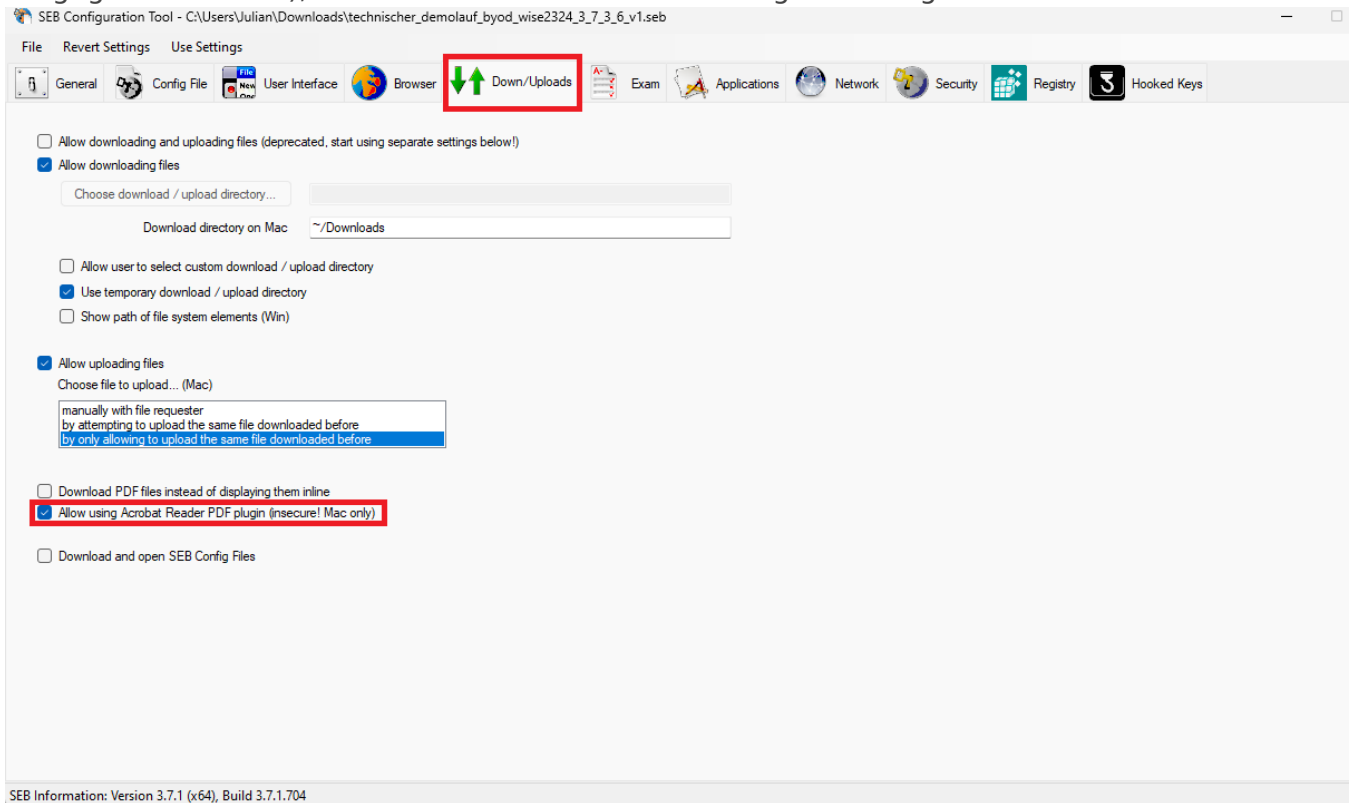 SEB Configuration Tool - C:\Users\Julian\Downloads\technischer_demolauf_byod_wise2324_3_7_3_6_v1.seb
File Revert Settings Use Settings
General Config File User Interface Browser Down/Uploads Exam Applications Network Security Registry Hooked Keys
Allow downloading and uploading files (deprecated, start using separate settings below!)
Allow downloading files
Choose download / upload directory...
Download directory on Mac ~/Downloads
Allow user to select custom download / upload directory
Use temporary download / upload directory
Show path of file system elements (Win)
Allow uploading files
Choose file to upload... (Mac)
manually with file requester
by attempting to upload the same file downloaded before
by only allowing to upload the same file downloaded before
Download PDF files instead of displaying them inline
Allow using Acrobat Reader PDF plugin (insecure! Mac only)
Download and open SEB Config Files
SEB Information: Version 3.7.1 (x64), Build 3.7.1.704